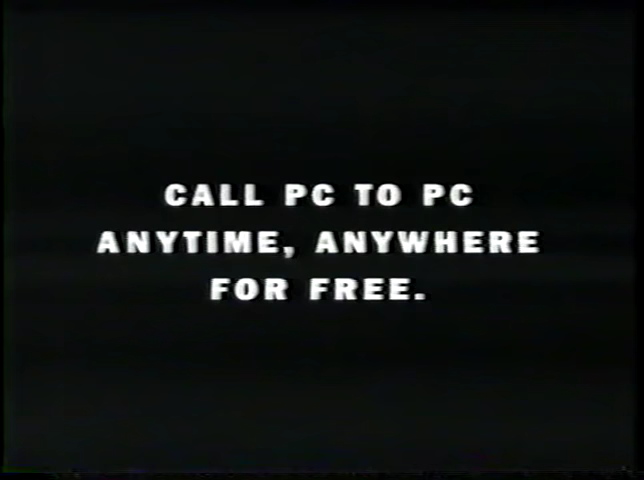 CALL PC TO PC
ANYTIME, ANYWHERE
FOR FREE.